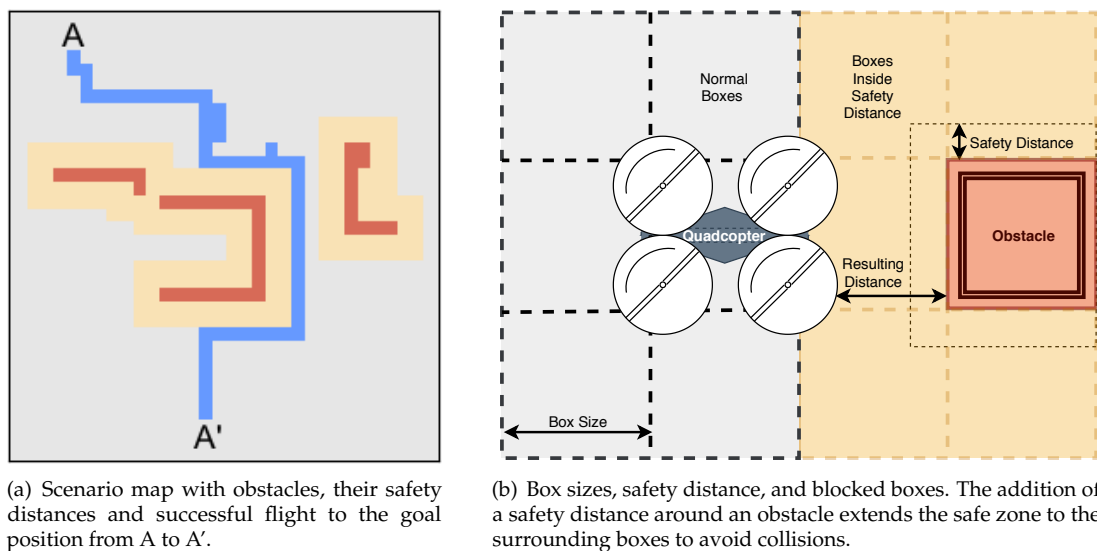 A
A'
Normal
Boxes
Boxes
Inside
Safety
Distance
Safety Distance
Quadcopter
Obstacle
Resulting
Distance
Box Size
(a) Scenario map with obstacles, their safety
distances and successful flight to the goal
position from A to A’.
(b) Box sizes, safety distance, and blocked boxes. The addition of
a safety distance around an obstacle extends the safe zone to the
surrounding boxes to avoid collisions.